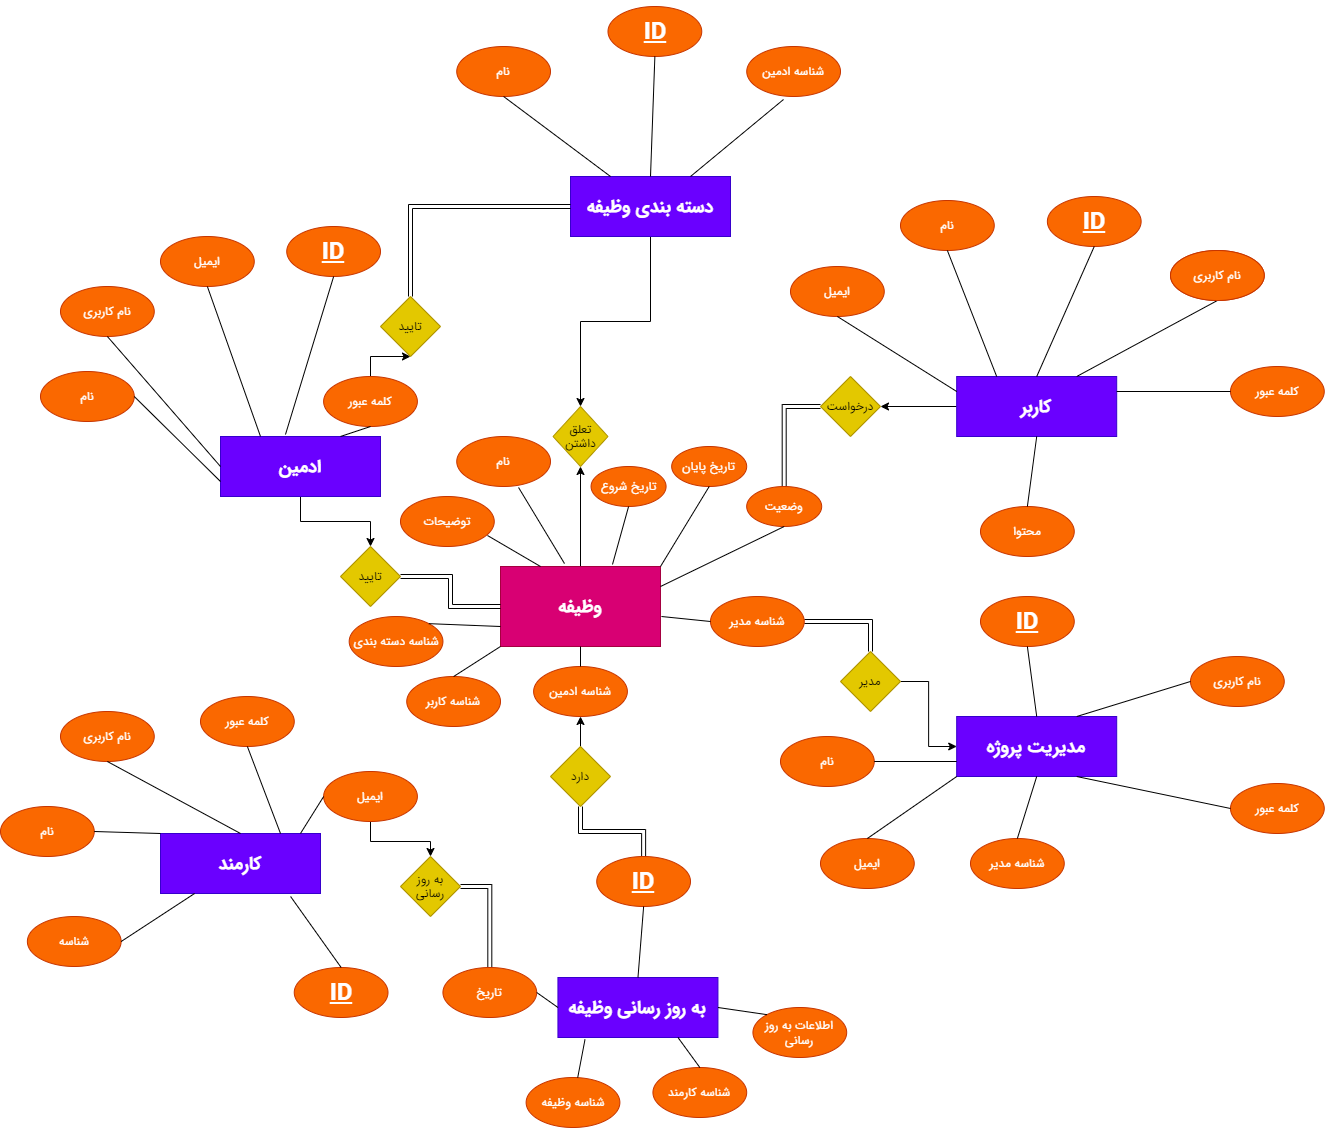 ID
نام
شناسه ادمین
دسته بندی وظیفه
ID
نام
ایمیل
نام کاربری
ID
ایمیل
نام کاربری
نام
کلمه عبور
تایید
کلمه عبور
کاربر
درخواست
محتوا
ادمین
تعلق
داشتن
نام
تاریخ شروع
تاریخ پایان
وضعیت
توضیحات
تایید
وظیفه
شناسه دسته بندی
شناسه کاربر
شناسه ادمین
شناسه مدیر
مدیر
ID
نام کاربری
مدیریت پروژه
نام
کلمه عبور
ایمیل
شناسه مدیر
کلمه عبور
نام کاربری
ایمیل
نام
کارمند
شناسه
ID
به روز
رسانی
دارد
ID
تاریخ
به روز رسانی وظیفه
اطلاعات به روز
رسانی
شناسه کارمند
شناسه وظیفه